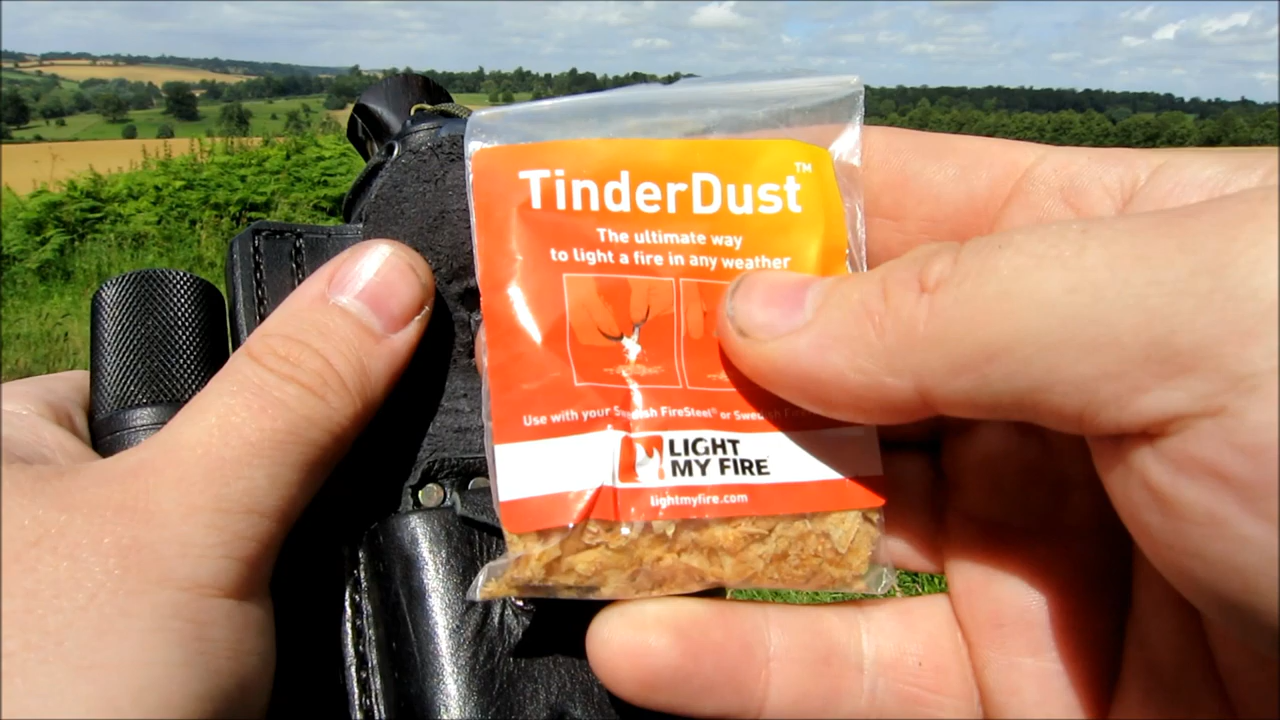 TinderDust™
The ultimate way
to light a fire in any weather
Use with your Swedish FireSteel® or Swedish
LIGHT
MY FIRE
lightmyfire.com